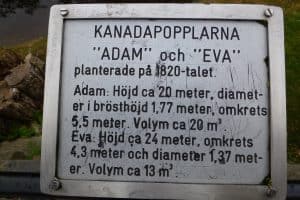 KANADAPOPPLARNA
"ADAM" och "EVA"
planterade på 1820-talet.
Adam: Höjd ca 20 meter, diamet-
er i brösthöjd 1,77 meter, omkrets
5,5 meter. Volym ca 20 m³.
Eva: Höjd ca 24 meter, omkrets
4,3 meter och diameter 1,37 met-
er. Volym ca 13 m³.